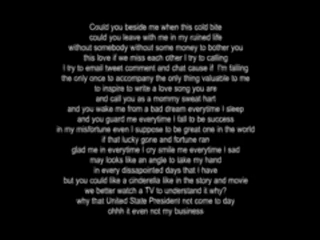 Could you beside me when this cold bite
could you leave with me in my ruined life
without somebody without some money to bother you
this love if we miss each other I try to calling
I try to email tweet comment and chat cause if I'm falling
the only once to accompany the only thing valuable to me
to inspire to write a love song you are
and call you as a mommy sweat hart
and you wake me from a bad dream everytime I sleep
and you guard me everytime I fall to be success
in my misfortune even I suppose to be great one in the world
if that lucky gone and fortune ran
glad me in everytime I cry smile me everytime I sad
may looks like an angle to take my hand
in every dissapointed days that I have
but you could like a cinderella like in the story and movie
we better watch a TV to understand it why?
why that United State President not come to day
ohhh it even not my business